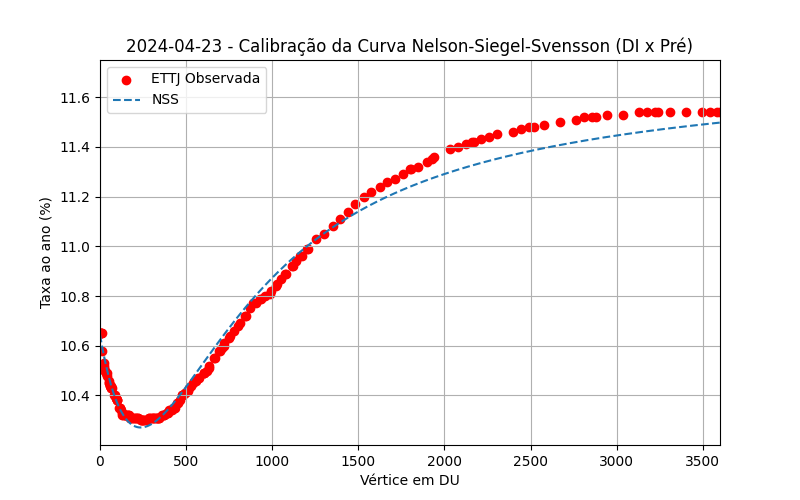 2024-04-23 - Calibração da Curva Nelson-Siegel-Svensson (DI x Pré)
ETTJ Observada
NSS
Taxa ao ano (%)
11.6
11.4
11.2
11.0
10.8
10.6
10.4
0 500 1000 1500 2000 2500 3000 3500
Vértice em DU